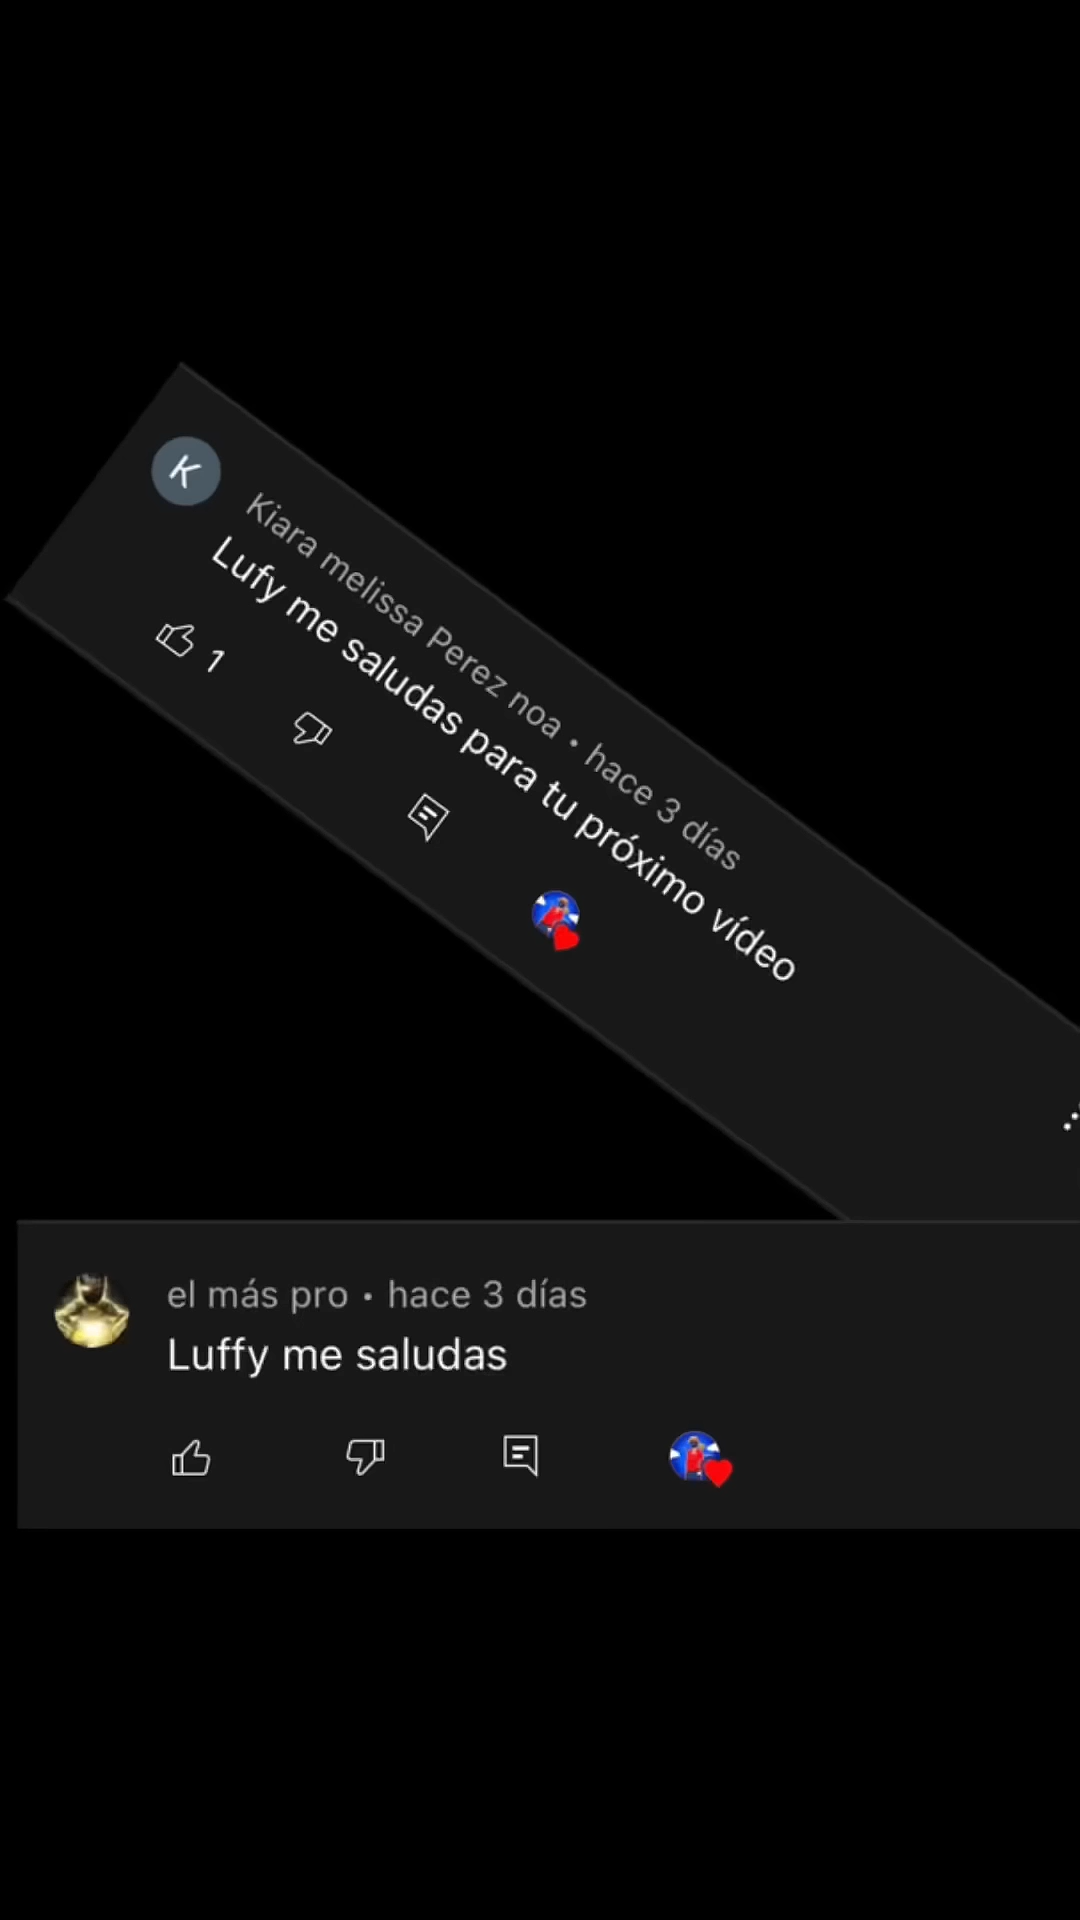 K
Kiara melissa Perez noa • hace 3 días
Lufy me saludas para tu próximo vídeo
1
el más pro • hace 3 días
Luffy me saludas